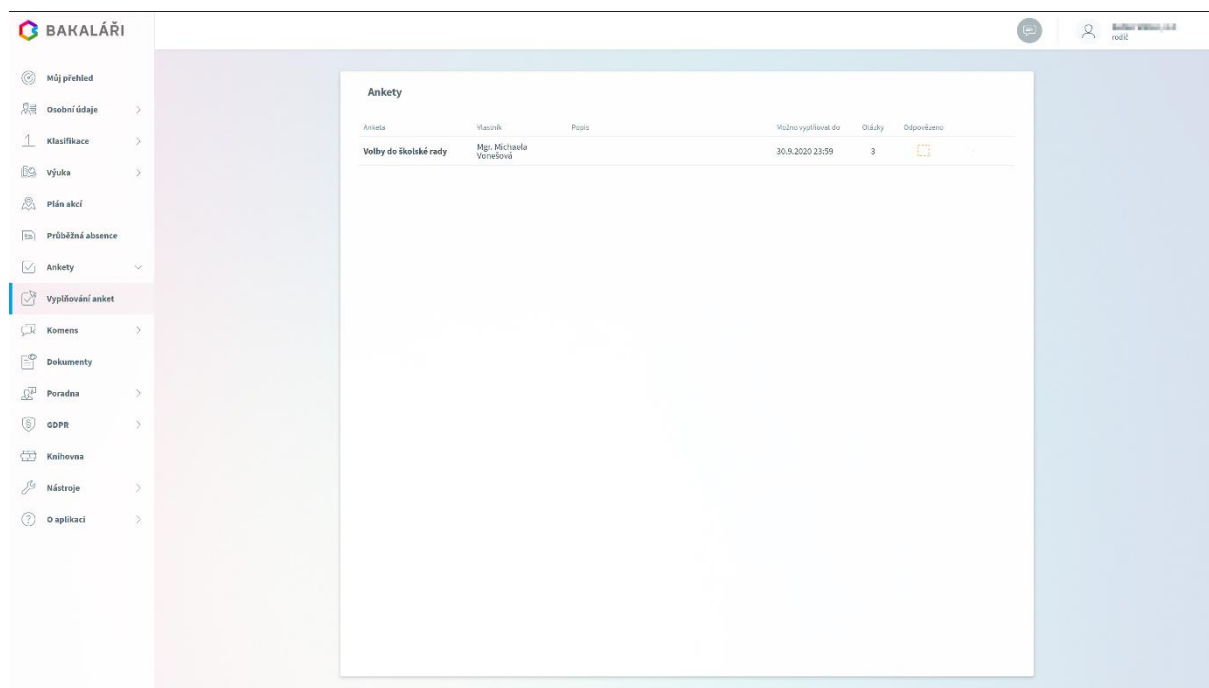 BAKALÁŘI
rodič
Můj přehled
Osobní údaje
Klasifikace
Výuka
Plán akcí
Průběžná absence
Ankety
Vyplňování anket
Komens
Dokumenty
Poradna
GDPR
Knihovna
Nástroje
O aplikaci
Ankety
Anketa Vlastník Popis Možno vyplňovat do Otázky Odpovězeno
Volby do školské rady Mgr. Michaela Vonešová 30.9.2020 23:59 3